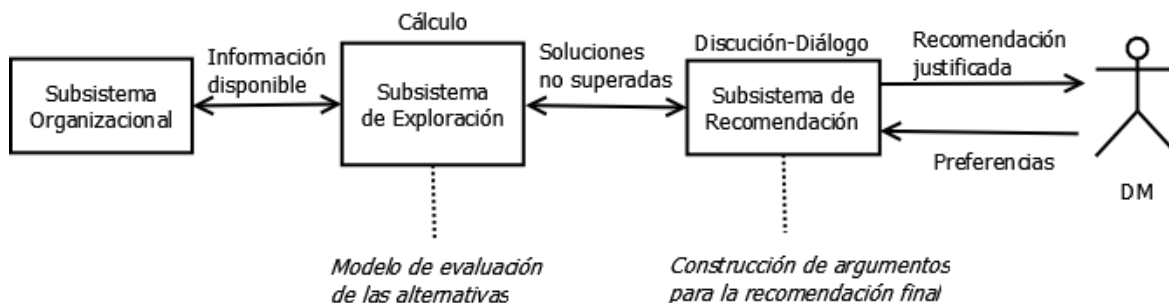 Cálculo
Discución-Diálogo
Recomendación
justificada
Información
disponible
Soluciones
no superadas
Subsistema
Organizacional
Subsistema
de Exploración
Subsistema de
Recomendación
Preferencias
DM
Modelo de evaluación
de las alternativas
Construcción de argumentos
para la recomendación final